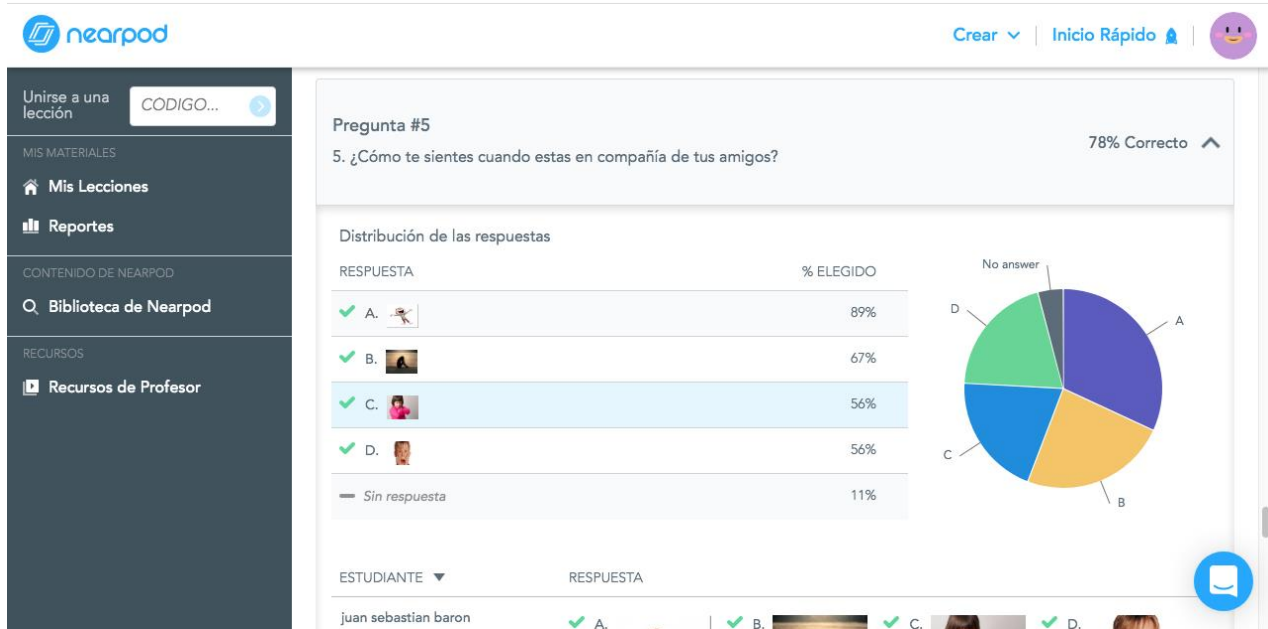 nearpod
Crear
Inicio Rápido
Unirse a una
lección
CÓDIGO...
MIS MATERIALES
Mis Lecciones
Reportes
CONTENIDO DE NEARPOD
Biblioteca de Nearpod
RECURSOS
Recursos de Profesor
Pregunta #5
5. ¿Cómo te sientes cuando estas en compañía de tus amigos?
78% Correcto
Distribución de las respuestas
RESPUESTA % ELEGIDO
A. 89%
B. 67%
C. 56%
D. 56%
Sin respuesta 11%
No answer
D
A
C
B
ESTUDIANTE RESPUESTA
juan sebastian baron
A. B. C. D.